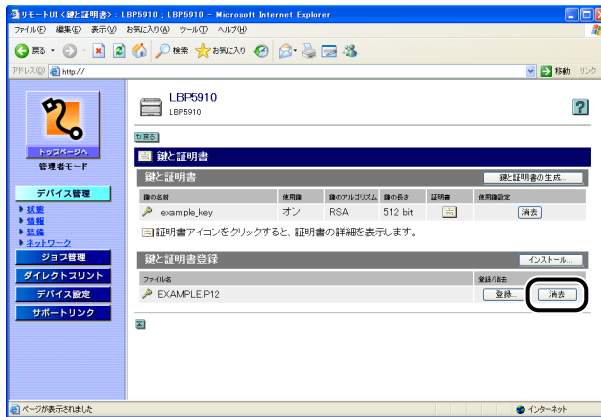 リモートUI <鍵と証明書> : LBP5910 ; LBP5910 - Microsoft Internet Explorer
ファイル(F) 編集(E) 表示(V) お気に入り(A) ツール(T) ヘルプ(H)
戻る 検索 お気に入り
アドレス(D) http:// 移動 リンク
LBP5910
LBP5910
戻る
トップページへ
管理者モード
鍵と証明書
鍵と証明書 鍵と証明書の生成...
デバイス管理
鍵の名前 使用鍵 鍵のアルゴリズム 鍵の長さ 証明書 使用鍵設定
状態
example_key オン RSA 512 bit 消去
情報
装備
証明書アイコンをクリックすると、証明書の詳細を表示します。
ネットワーク
ジョブ管理
鍵と証明書登録 インストール...
ダイレクトプリント
ファイル名 登録/消去
デバイス設定
EXAMPLE.P12 登録... 消去
サポートリンク
ページが表示されました インターネット